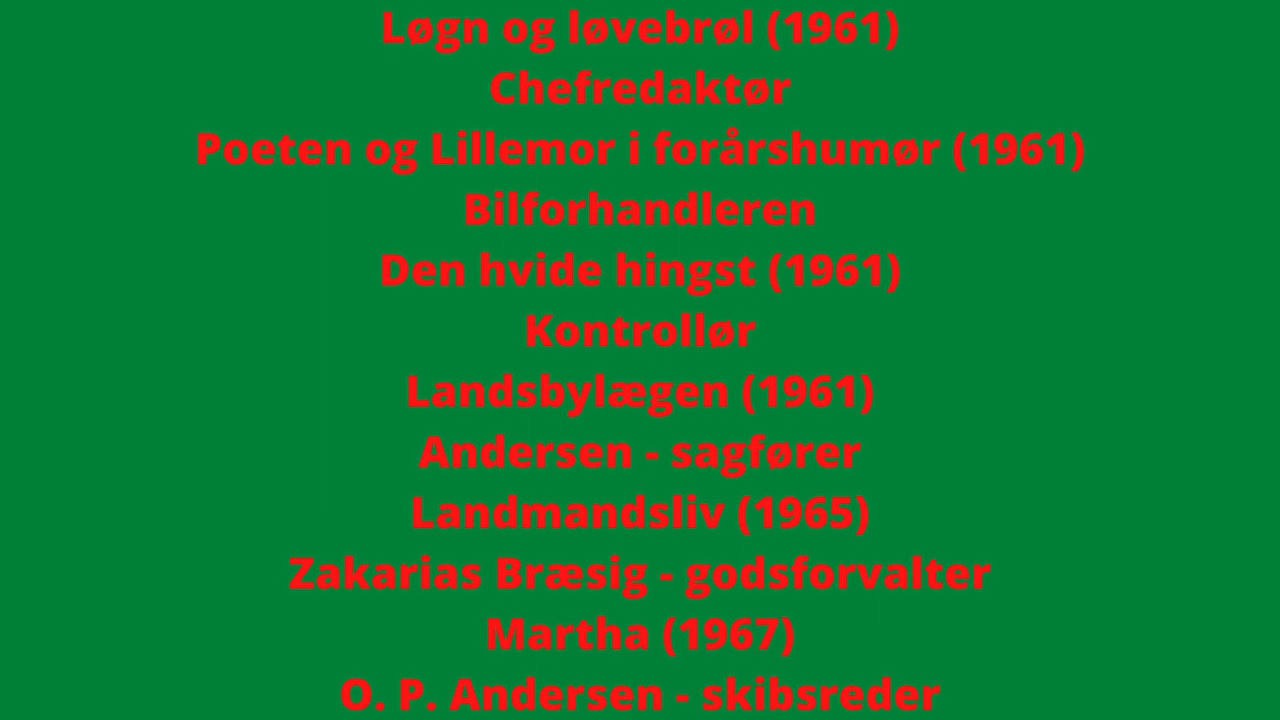 Løgn og løvebrøl (1961)
Chefredaktør
Poeten og Lillemor i forårshumør (1961)
Bilforhandleren
Den hvide hingst (1961)
Kontrollør
Landsbylægen (1961)
Andersen - sagfører
Landmandsliv (1965)
Zakarias Bræsig - godsforvalter
Martha (1967)
O. P. Andersen - skibsreder